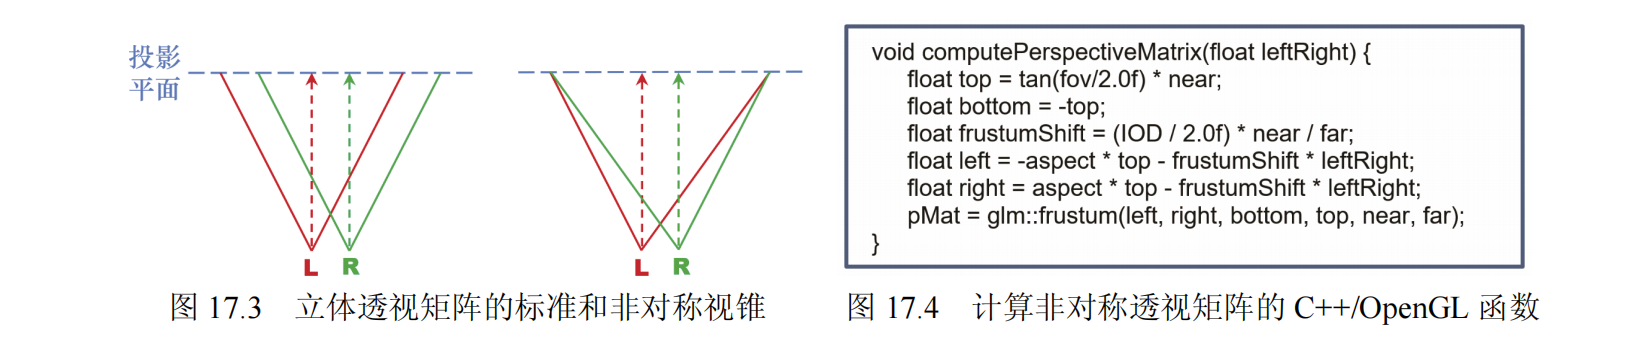 投影
平面
L R
L R
图 17.3 立体透视矩阵的标准和非对称视锥
void computePerspectiveMatrix(float leftRight) {
float top = tan(fov/2.0f) * near;
float bottom = -top;
float frustumShift = (IOD / 2.0f) * near / far;
float left = -aspect * top - frustumShift * leftRight;
float right = aspect * top - frustumShift * leftRight;
pMat = glm::frustum(left, right, bottom, top, near, far);
}
图 17.4 计算非对称透视矩阵的 C++/OpenGL 函数